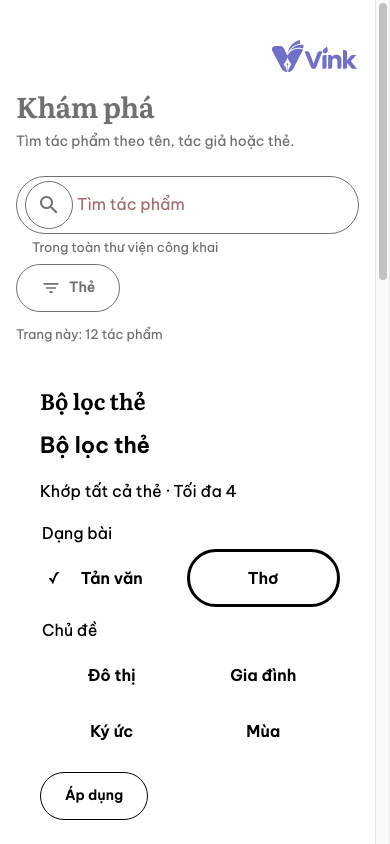 Vink
Khám phá
Tìm tác phẩm theo tên, tác giả hoặc thẻ.
Tìm tác phẩm
Trong toàn thư viện công khai
Thẻ
Trang này: 12 tác phẩm
Bộ lọc thẻ
Bộ lọc thẻ
Khớp tất cả thẻ · Tối đa 4
Dạng bài
✓ Tản văn Thơ
Chủ đề
Đô thị Gia đình
Ký ức Mùa
Áp dụng